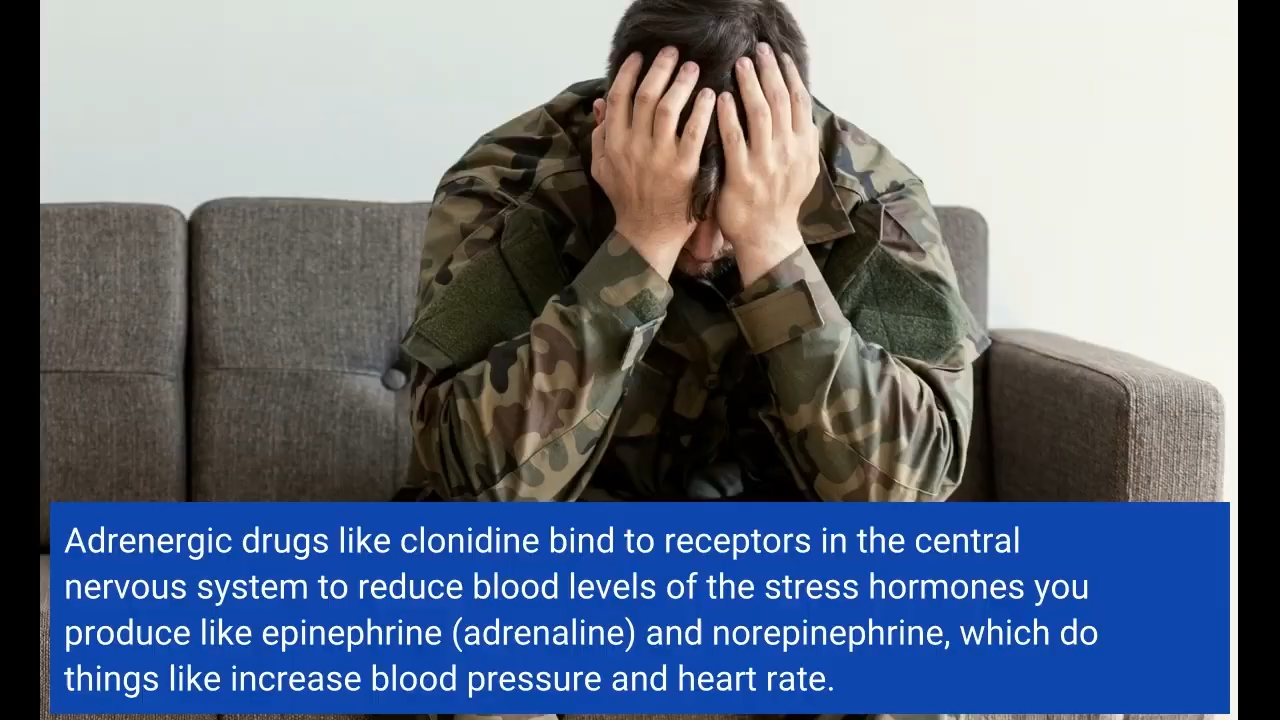 Adrenergic drugs like clonidine bind to receptors in the central
nervous system to reduce blood levels of the stress hormones you
produce like epinephrine (adrenaline) and norepinephrine, which do
things like increase blood pressure and heart rate.